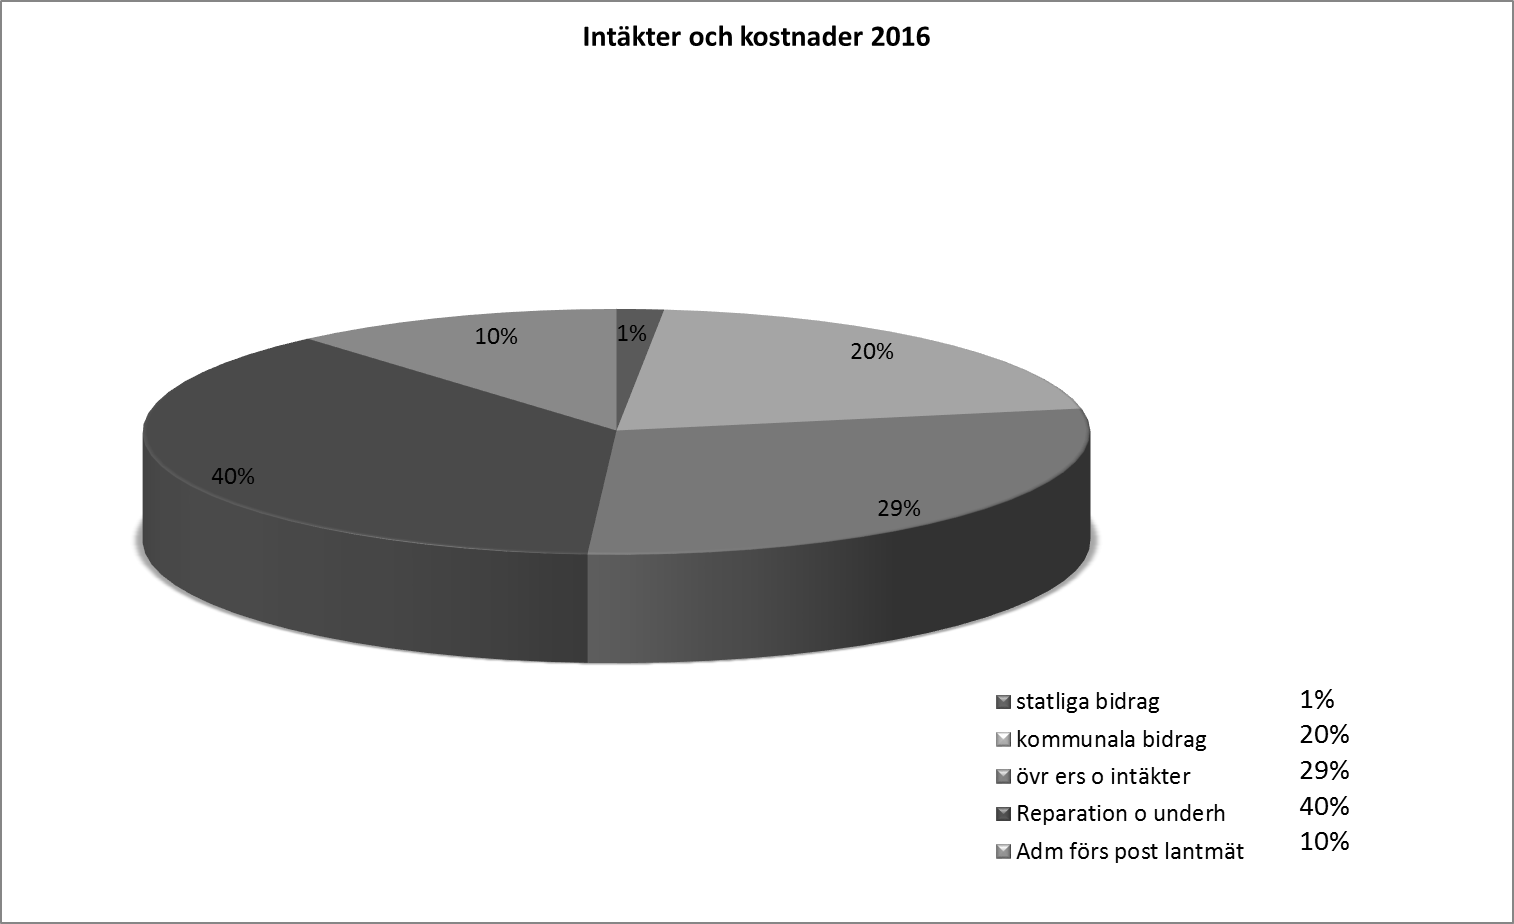 Intäkter och kostnader 2016
10%
1%
20%
40%
29%
statliga bidrag 1%
kommunala bidrag 20%
övr ers o intäkter 29%
Reparation o underh 40%
Adm förs post lantmät 10%